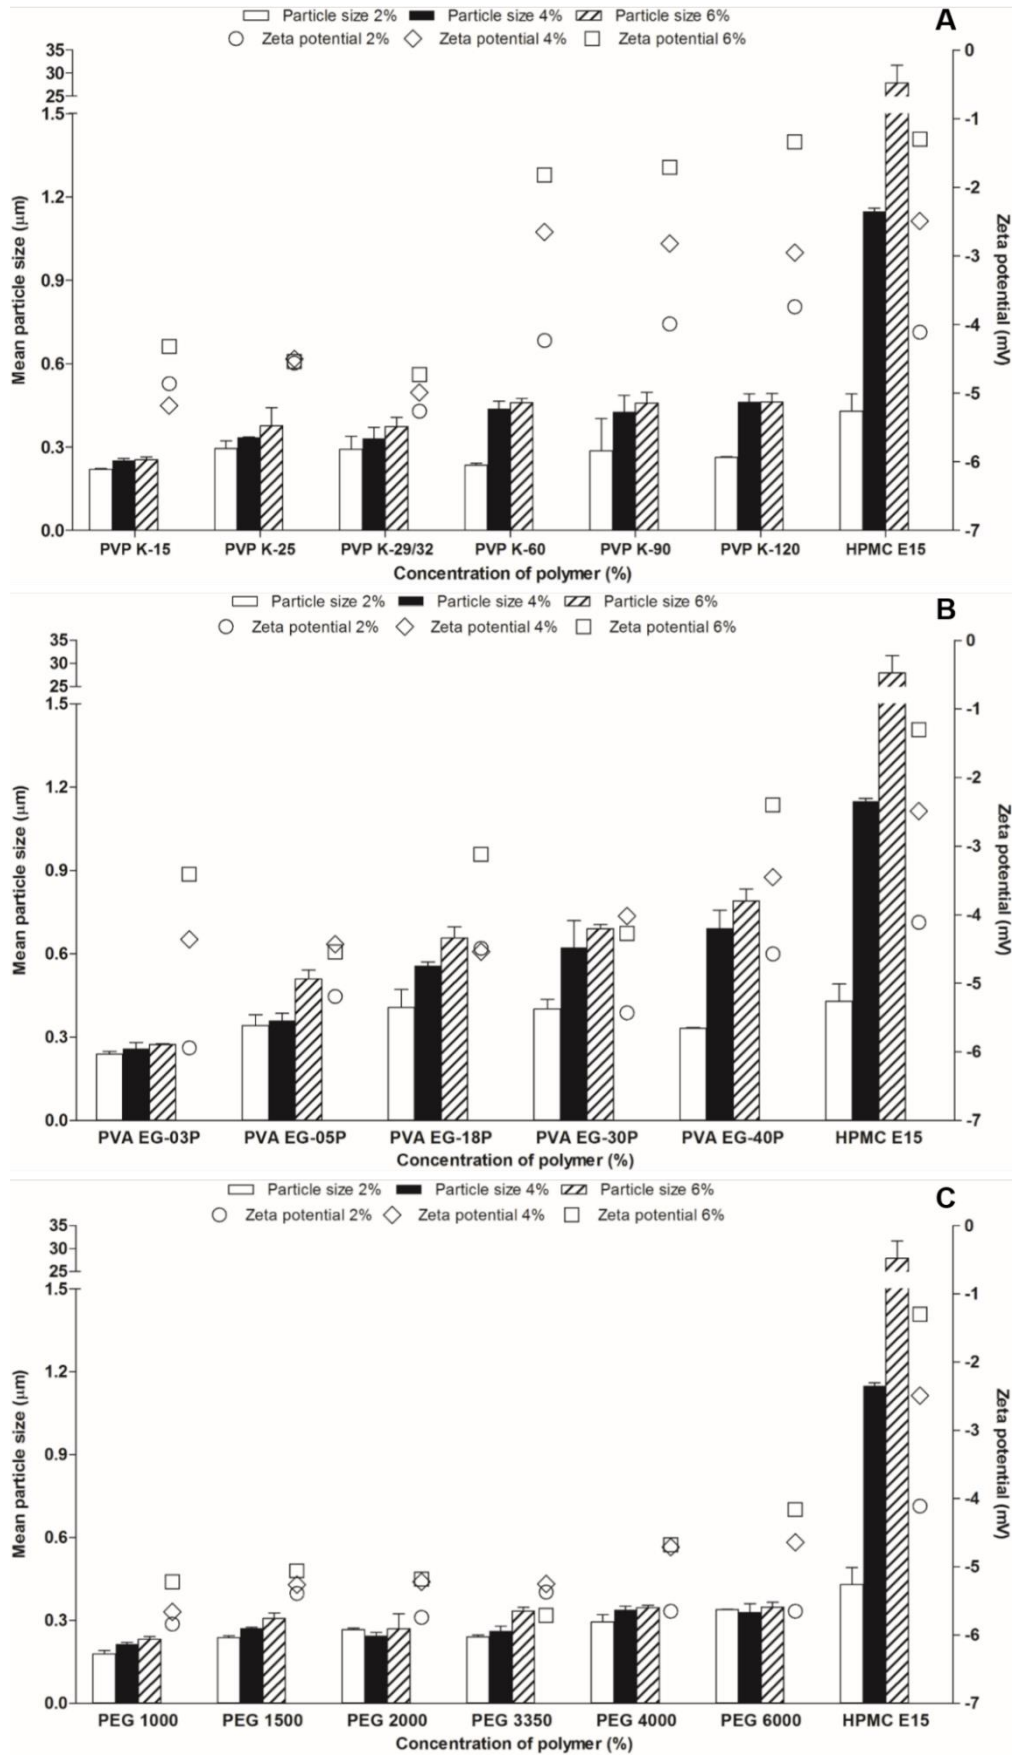 Particle size 2% Particle size 4% Particle size 6% A
Zeta potential 2% Zeta potential 4% Zeta potential 6%
35 0
30
25
1.5 -1
1.2 -2
0.9 -3
0.6 -4
-5
0.3 -6
0.0 -7
Mean particle size (μm)
Zeta potential (mV)
PVP K-15 PVP K-25 PVP K-29/32 PVP K-60 PVP K-90 PVP K-120 HPMC E15
Concentration of polymer (%)
Particle size 2% Particle size 4% Particle size 6% B
Zeta potential 2% Zeta potential 4% Zeta potential 6%
35 0
30
25
1.5 -1
1.2 -2
0.9 -3
0.6 -4
-5
0.3 -6
0.0 -7
Mean particle size (μm)
Zeta potential (mV)
PVA EG-03P PVA EG-05P PVA EG-18P PVA EG-30P PVA EG-40P HPMC E15
Concentration of polymer (%)
Particle size 2% Particle size 4% Particle size 6% C
Zeta potential 2% Zeta potential 4% Zeta potential 6%
35 0
30
25
1.5 -1
1.2 -2
0.9 -3
0.6 -4
-5
0.3 -6
0.0 -7
Mean particle size (μm)
Zeta potential (mV)
PEG 1000 PEG 1500 PEG 2000 PEG 3350 PEG 4000 PEG 6000 HPMC E15
Concentration of polymer (%)